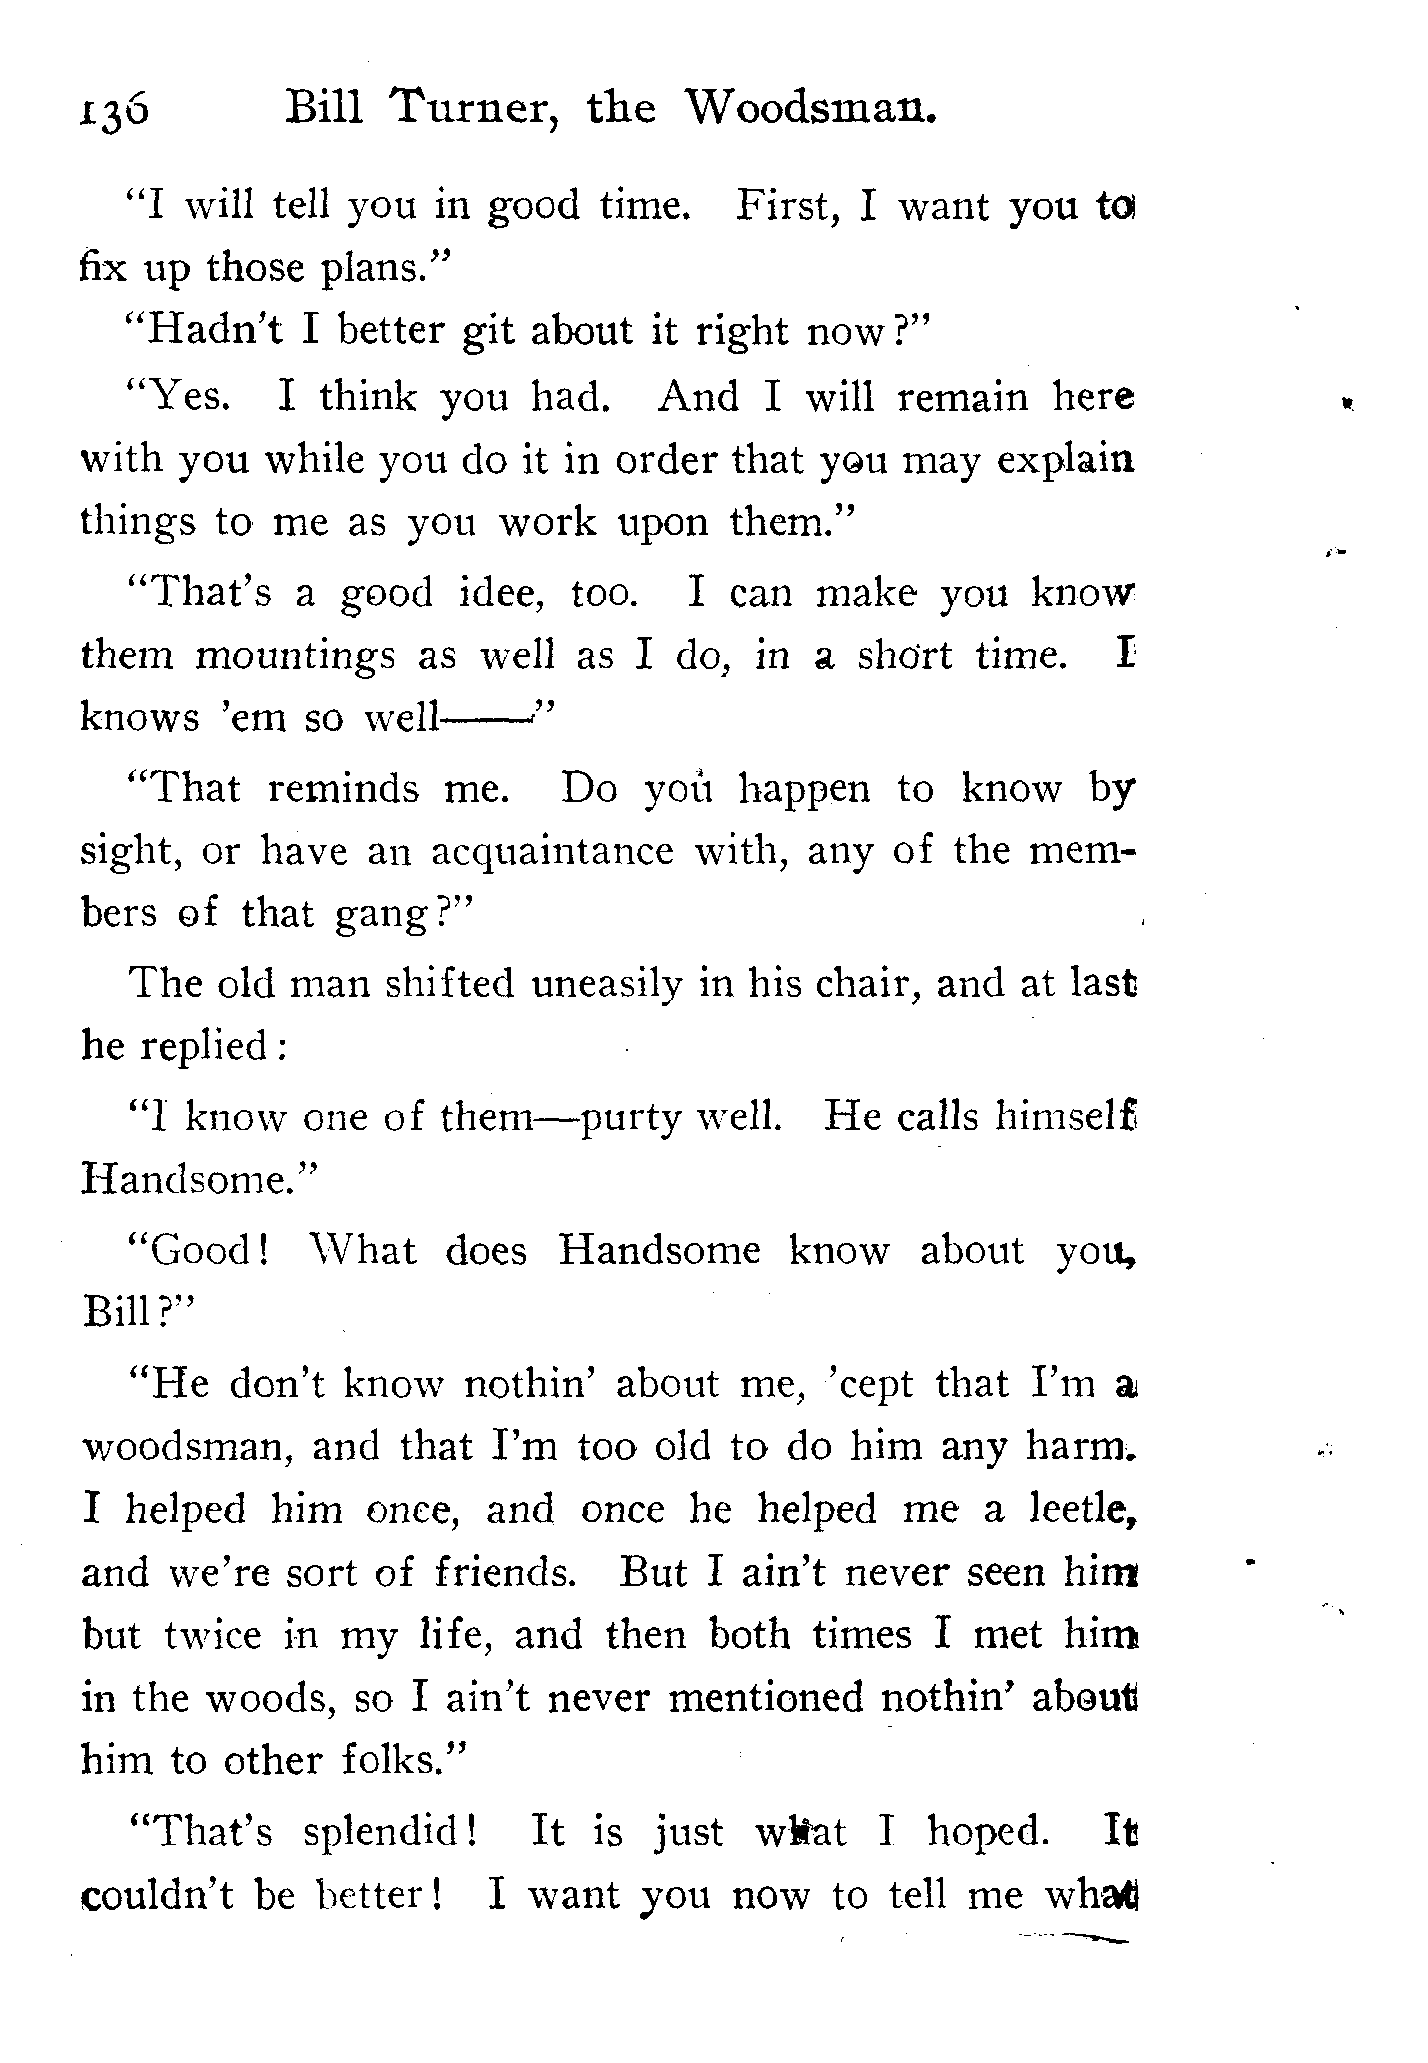 136 Bill Turner, the Woodsman.
“I will tell you in good time. First, I want you to
fix up those plans.”
“Hadn't I better git about it right now?”
“Yes. I think you had. And I will remain here
with you while you do it in order that you may explain
things to me as you work upon them.”
“That's a good idee, too. I can make you know
them mountings as well as I do, in a short time. I
knows ’em so well——”
“That reminds me. Do you happen to know by
sight, or have an acquaintance with, any of the mem-
bers of that gang?”
The old man shifted uneasily in his chair, and at last
he replied:
“I know one of them—purty well. He calls himself
Handsome.”
“Good! What does Handsome know about you,
Bill?”
“He don't know nothin’ about me, ’cept that I'm a
woodsman, and that I'm too old to do him any harm.
I helped him once, and once he helped me a leetle,
and we're sort of friends. But I ain't never seen him
but twice in my life, and then both times I met him
in the woods, so I ain't never mentioned nothin’ about
him to other folks.”
“That's splendid! It is just what I hoped. It
couldn't be better! I want you now to tell me what